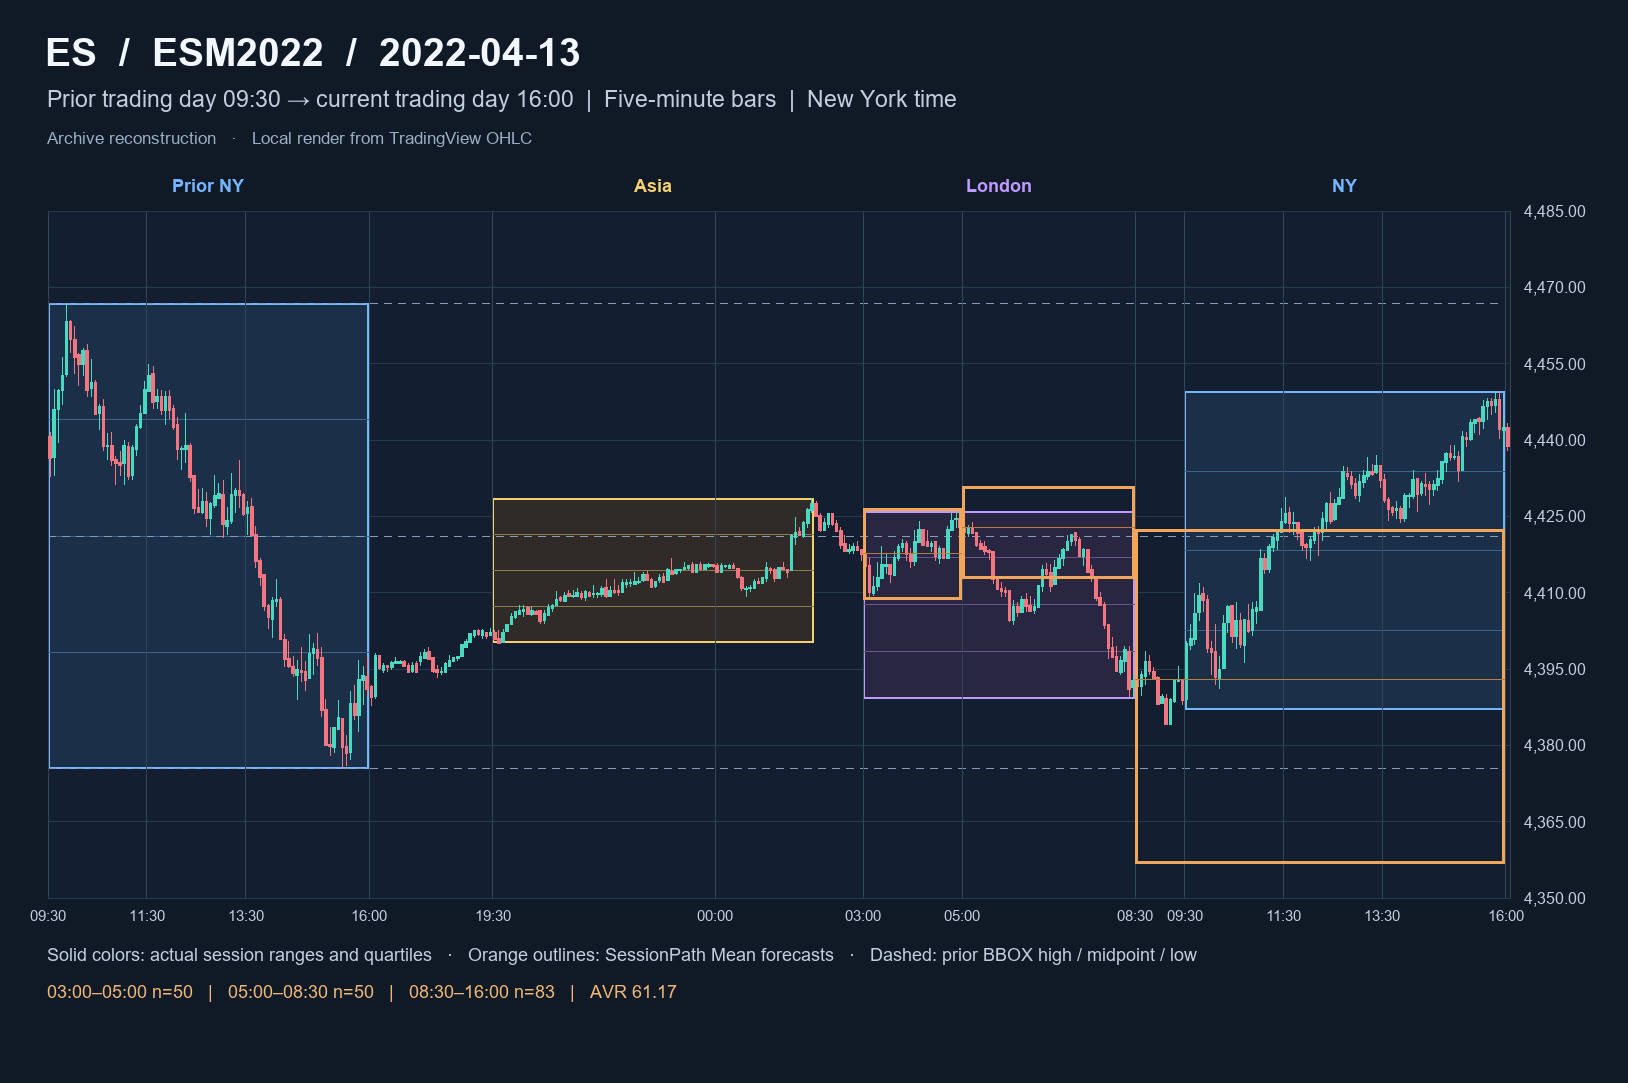 ES / ESM2022 / 2022-04-13
Prior trading day 09:30 → current trading day 16:00 | Five-minute bars | New York time
Archive reconstruction · Local render from TradingView OHLC
Prior NY Asia London NY
4,485.00
4,470.00
4,455.00
4,440.00
4,425.00
4,410.00
4,395.00
4,380.00
4,365.00
4,350.00
09:30 11:30 13:30 16:00 19:30 00:00 03:00 05:00 08:30 09:30 11:30 13:30 16:00
Solid colors: actual session ranges and quartiles · Orange outlines: SessionPath Mean forecasts · Dashed: prior BBOX high / midpoint / low
03:00–05:00 n=50 | 05:00–08:30 n=50 | 08:30–16:00 n=83 | AVR 61.17